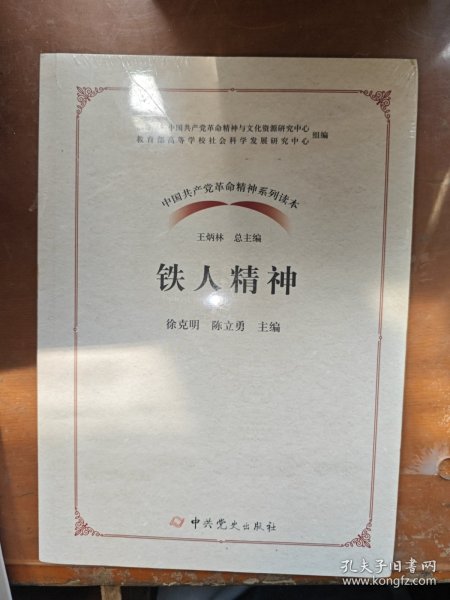 中国共产党革命精神与文化资源研究中心
教育部高等学校社会科学发展研究中心 组编
中国共产党革命精神系列读本
王炳林 总主编
铁人精神
徐克明 陈立勇 主编
中共党史出版社
孔夫子旧书网
www.kongfz.com